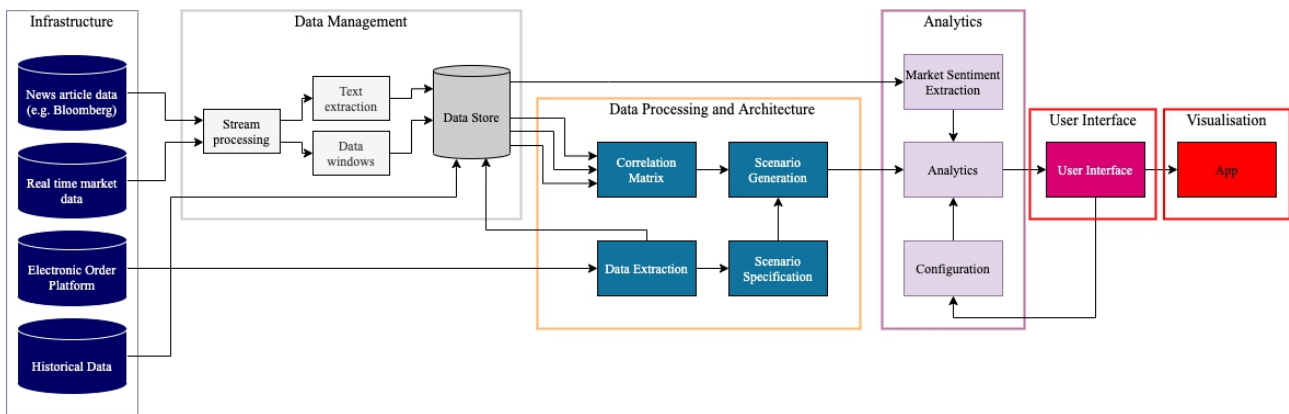 Infrastructure
News article data
(e.g. Bloomberg)
Real time market
data
Electronic Order
Platform
Historical Data
Data Management
Stream
processing
Text
extraction
Data
windows
Data Store
Data Processing and Architecture
Correlation
Matrix
Scenario
Generation
Data Extraction
Scenario
Specification
Analytics
Market Sentiment
Extraction
Analytics
Configuration
User Interface
User Interface
Visualisation
App